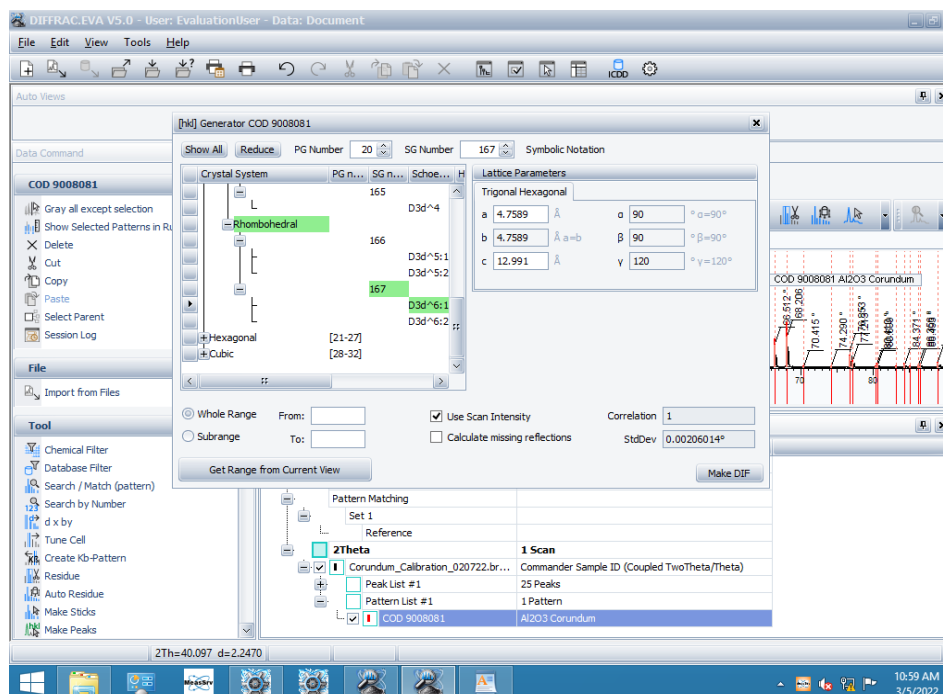 DIFFRAC.EVA V5.0 - User: EvaluationUser - Data: Document
File Edit View Tools Help
ICDD
Auto Views
Data Command
COD 9008081
Gray all except selection
Show Selected Patterns in Ru
Delete
Cut
Copy
Paste
Select Parent
Session Log
File
Import from Files
Tool
Chemical Filter
Database Filter
Search / Match (pattern)
Search by Number
d x by
Tune Cell
Create Kb-Pattern
Residue
Auto Residue
Make Sticks
Make Peaks
[hkl] Generator COD 9008081
Show All Reduce PG Number 20 SG Number 167 Symbolic Notation
Crystal System PG n... SG n... Schoe... H
165
D3d^4
Rhombohedral
166
D3d^5:1
D3d^5:2
167
D3d^6:1
D3d^6:2
Hexagonal [21-27]
Cubic [28-32]
Lattice Parameters
Trigonal Hexagonal
a 4.7589 Å α 90 ° α=90°
b 4.7589 Å a=b β 90 ° β=90°
c 12.991 Å γ 120 ° γ=120°
Whole Range From: Use Scan Intensity Correlation 1
Subrange To: Calculate missing reflections StdDev 0.00206014°
Get Range from Current View Make DIF
COD 9008081 Al2O3 Corundum
68.206
70.415 °
74.290 °
84.371 °
70 80
Pattern Matching
Set 1
Reference
2Theta 1 Scan
Corundum_Calibration_020722.br... Commander Sample ID (Coupled TwoTheta/Theta)
Peak List #1 25 Peaks
Pattern List #1 1 Pattern
COD 9008081 Al2O3 Corundum
2Th=40.097 d=2.2470
MeasSrv
10:59 AM
3/5/2022